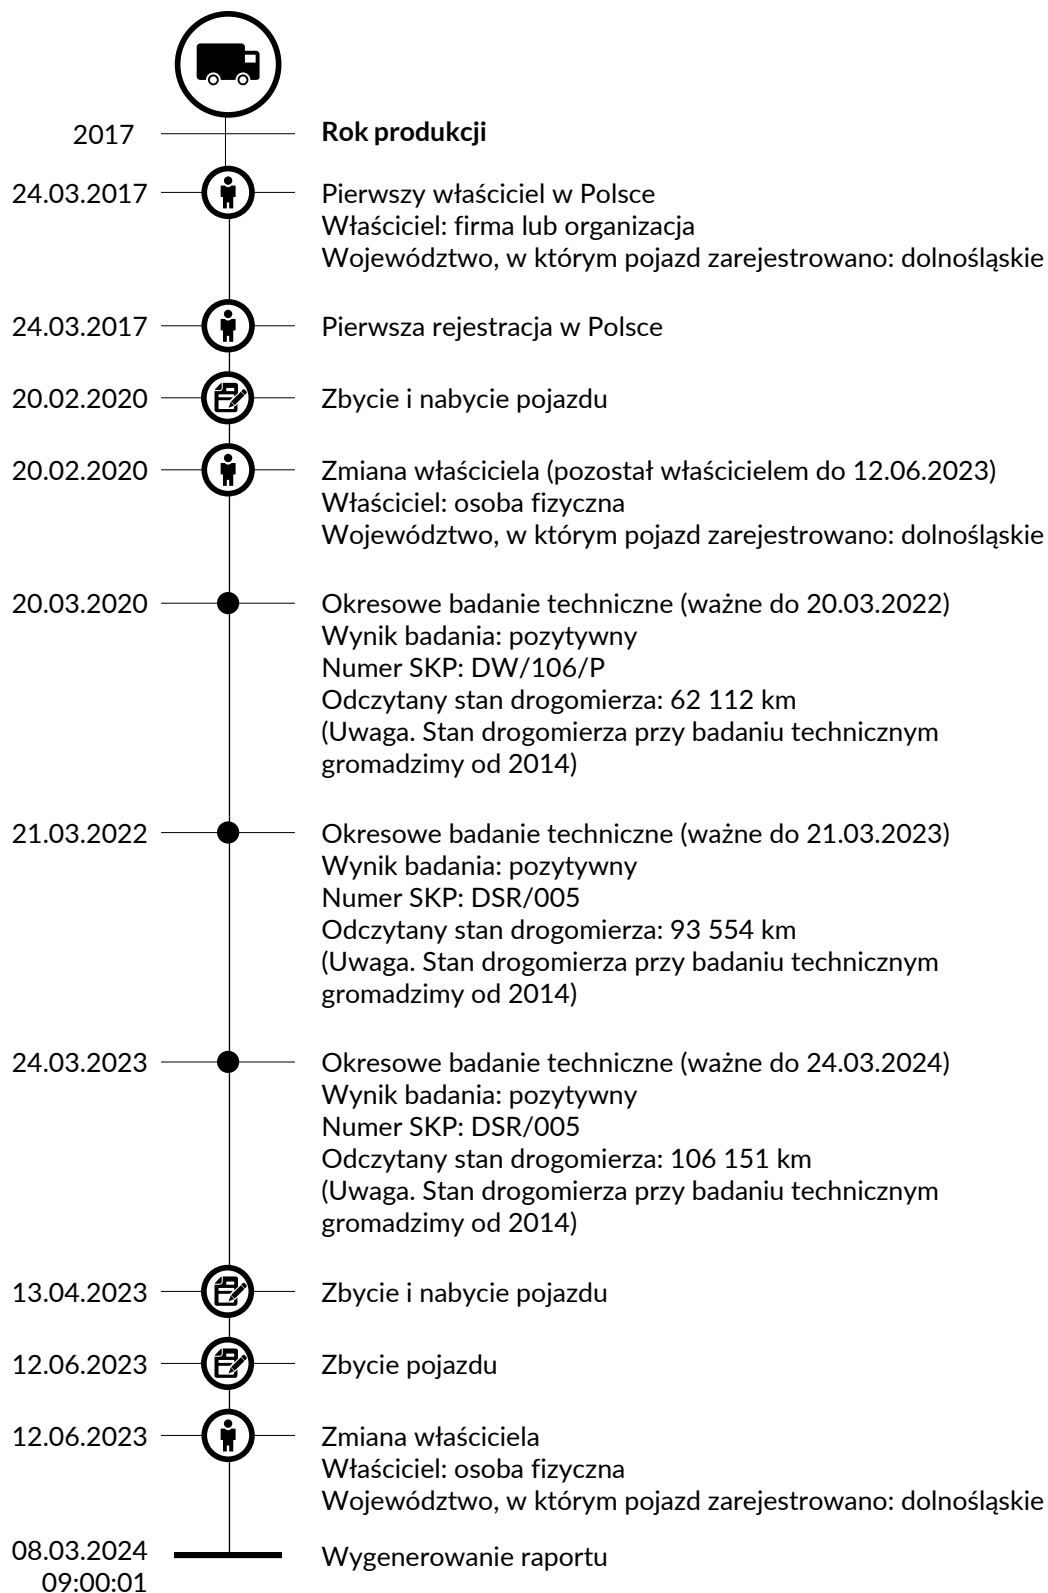 2017 Rok produkcji
24.03.2017 Pierwszy właściciel w Polsce
Właściciel: firma lub organizacja
Województwo, w którym pojazd zarejestrowano: dolnośląskie
24.03.2017 Pierwsza rejestracja w Polsce
20.02.2020 Zbycie i nabycie pojazdu
20.02.2020 Zmiana właściciela (pozostał właścicielem do 12.06.2023)
Właściciel: osoba fizyczna
Województwo, w którym pojazd zarejestrowano: dolnośląskie
20.03.2020 Okresowe badanie techniczne (ważne do 20.03.2022)
Wynik badania: pozytywny
Numer SKP: DW/106/P
Odczytany stan drogomierza: 62 112 km
(Uwaga. Stan drogomierza przy badaniu technicznym
gromadzimy od 2014)
21.03.2022 Okresowe badanie techniczne (ważne do 21.03.2023)
Wynik badania: pozytywny
Numer SKP: DSR/005
Odczytany stan drogomierza: 93 554 km
(Uwaga. Stan drogomierza przy badaniu technicznym
gromadzimy od 2014)
24.03.2023 Okresowe badanie techniczne (ważne do 24.03.2024)
Wynik badania: pozytywny
Numer SKP: DSR/005
Odczytany stan drogomierza: 106 151 km
(Uwaga. Stan drogomierza przy badaniu technicznym
gromadzimy od 2014)
13.04.2023 Zbycie i nabycie pojazdu
12.06.2023 Zbycie pojazdu
12.06.2023 Zmiana właściciela
Właściciel: osoba fizyczna
Województwo, w którym pojazd zarejestrowano: dolnośląskie
08.03.2024 Wygenerowanie raportu
09:00:01